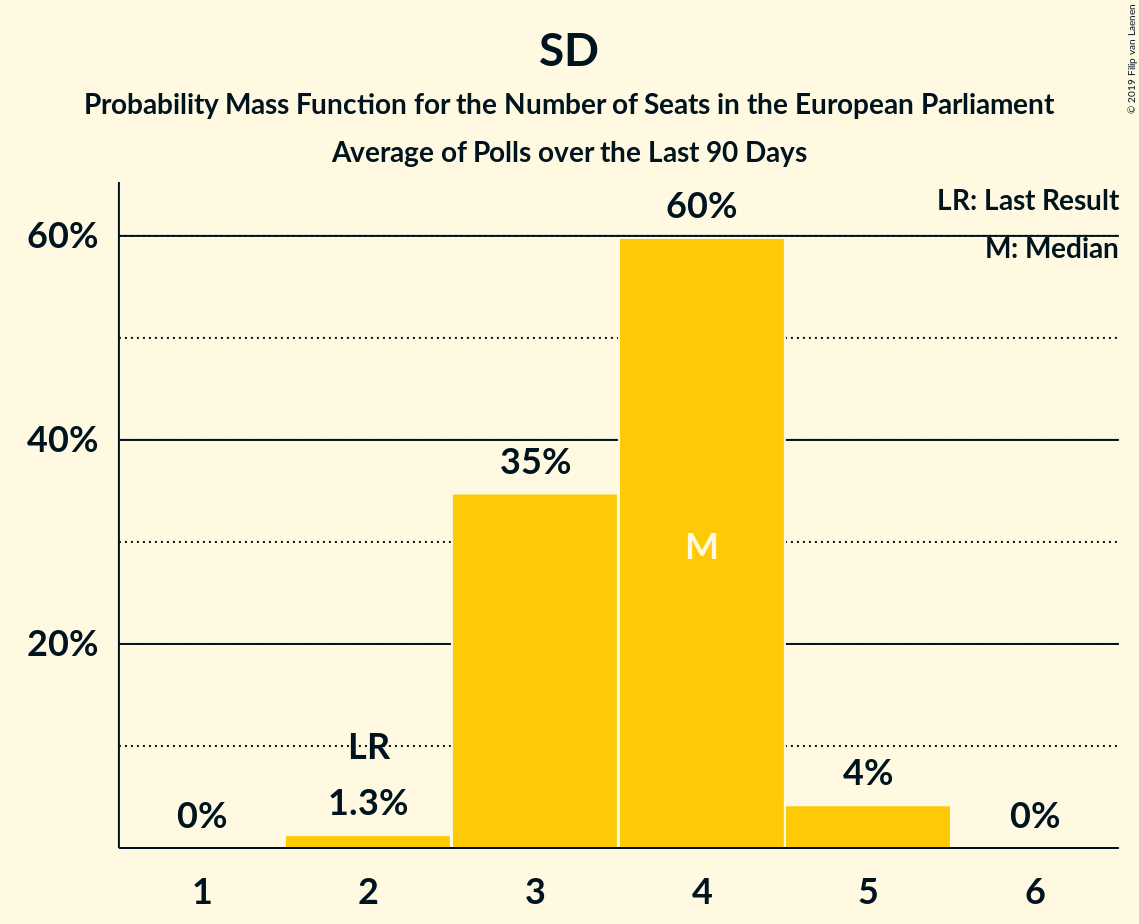 SD
Probability Mass Function for the Number of Seats in the European Parliament
Average of Polls over the Last 90 Days
© 2019 Filip van Laenen
LR: Last Result
M: Median
60%
40%
20%
0%
LR
1.3%
35%
60%
M
4%
0%
1 2 3 4 5 6